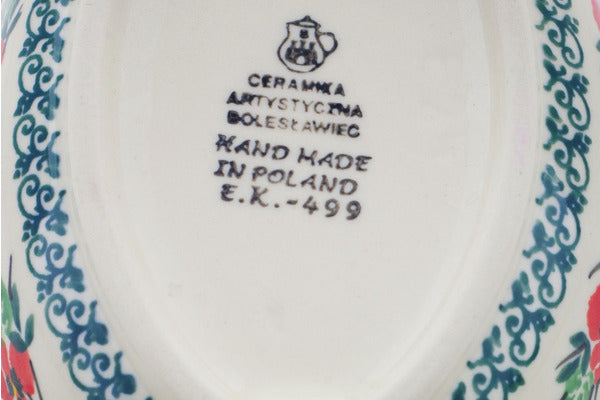 B
CERAMIKA
ARTYSTYCZNA
BOLESŁAWIEC
HAND MADE
IN POLAND
E.K.-499